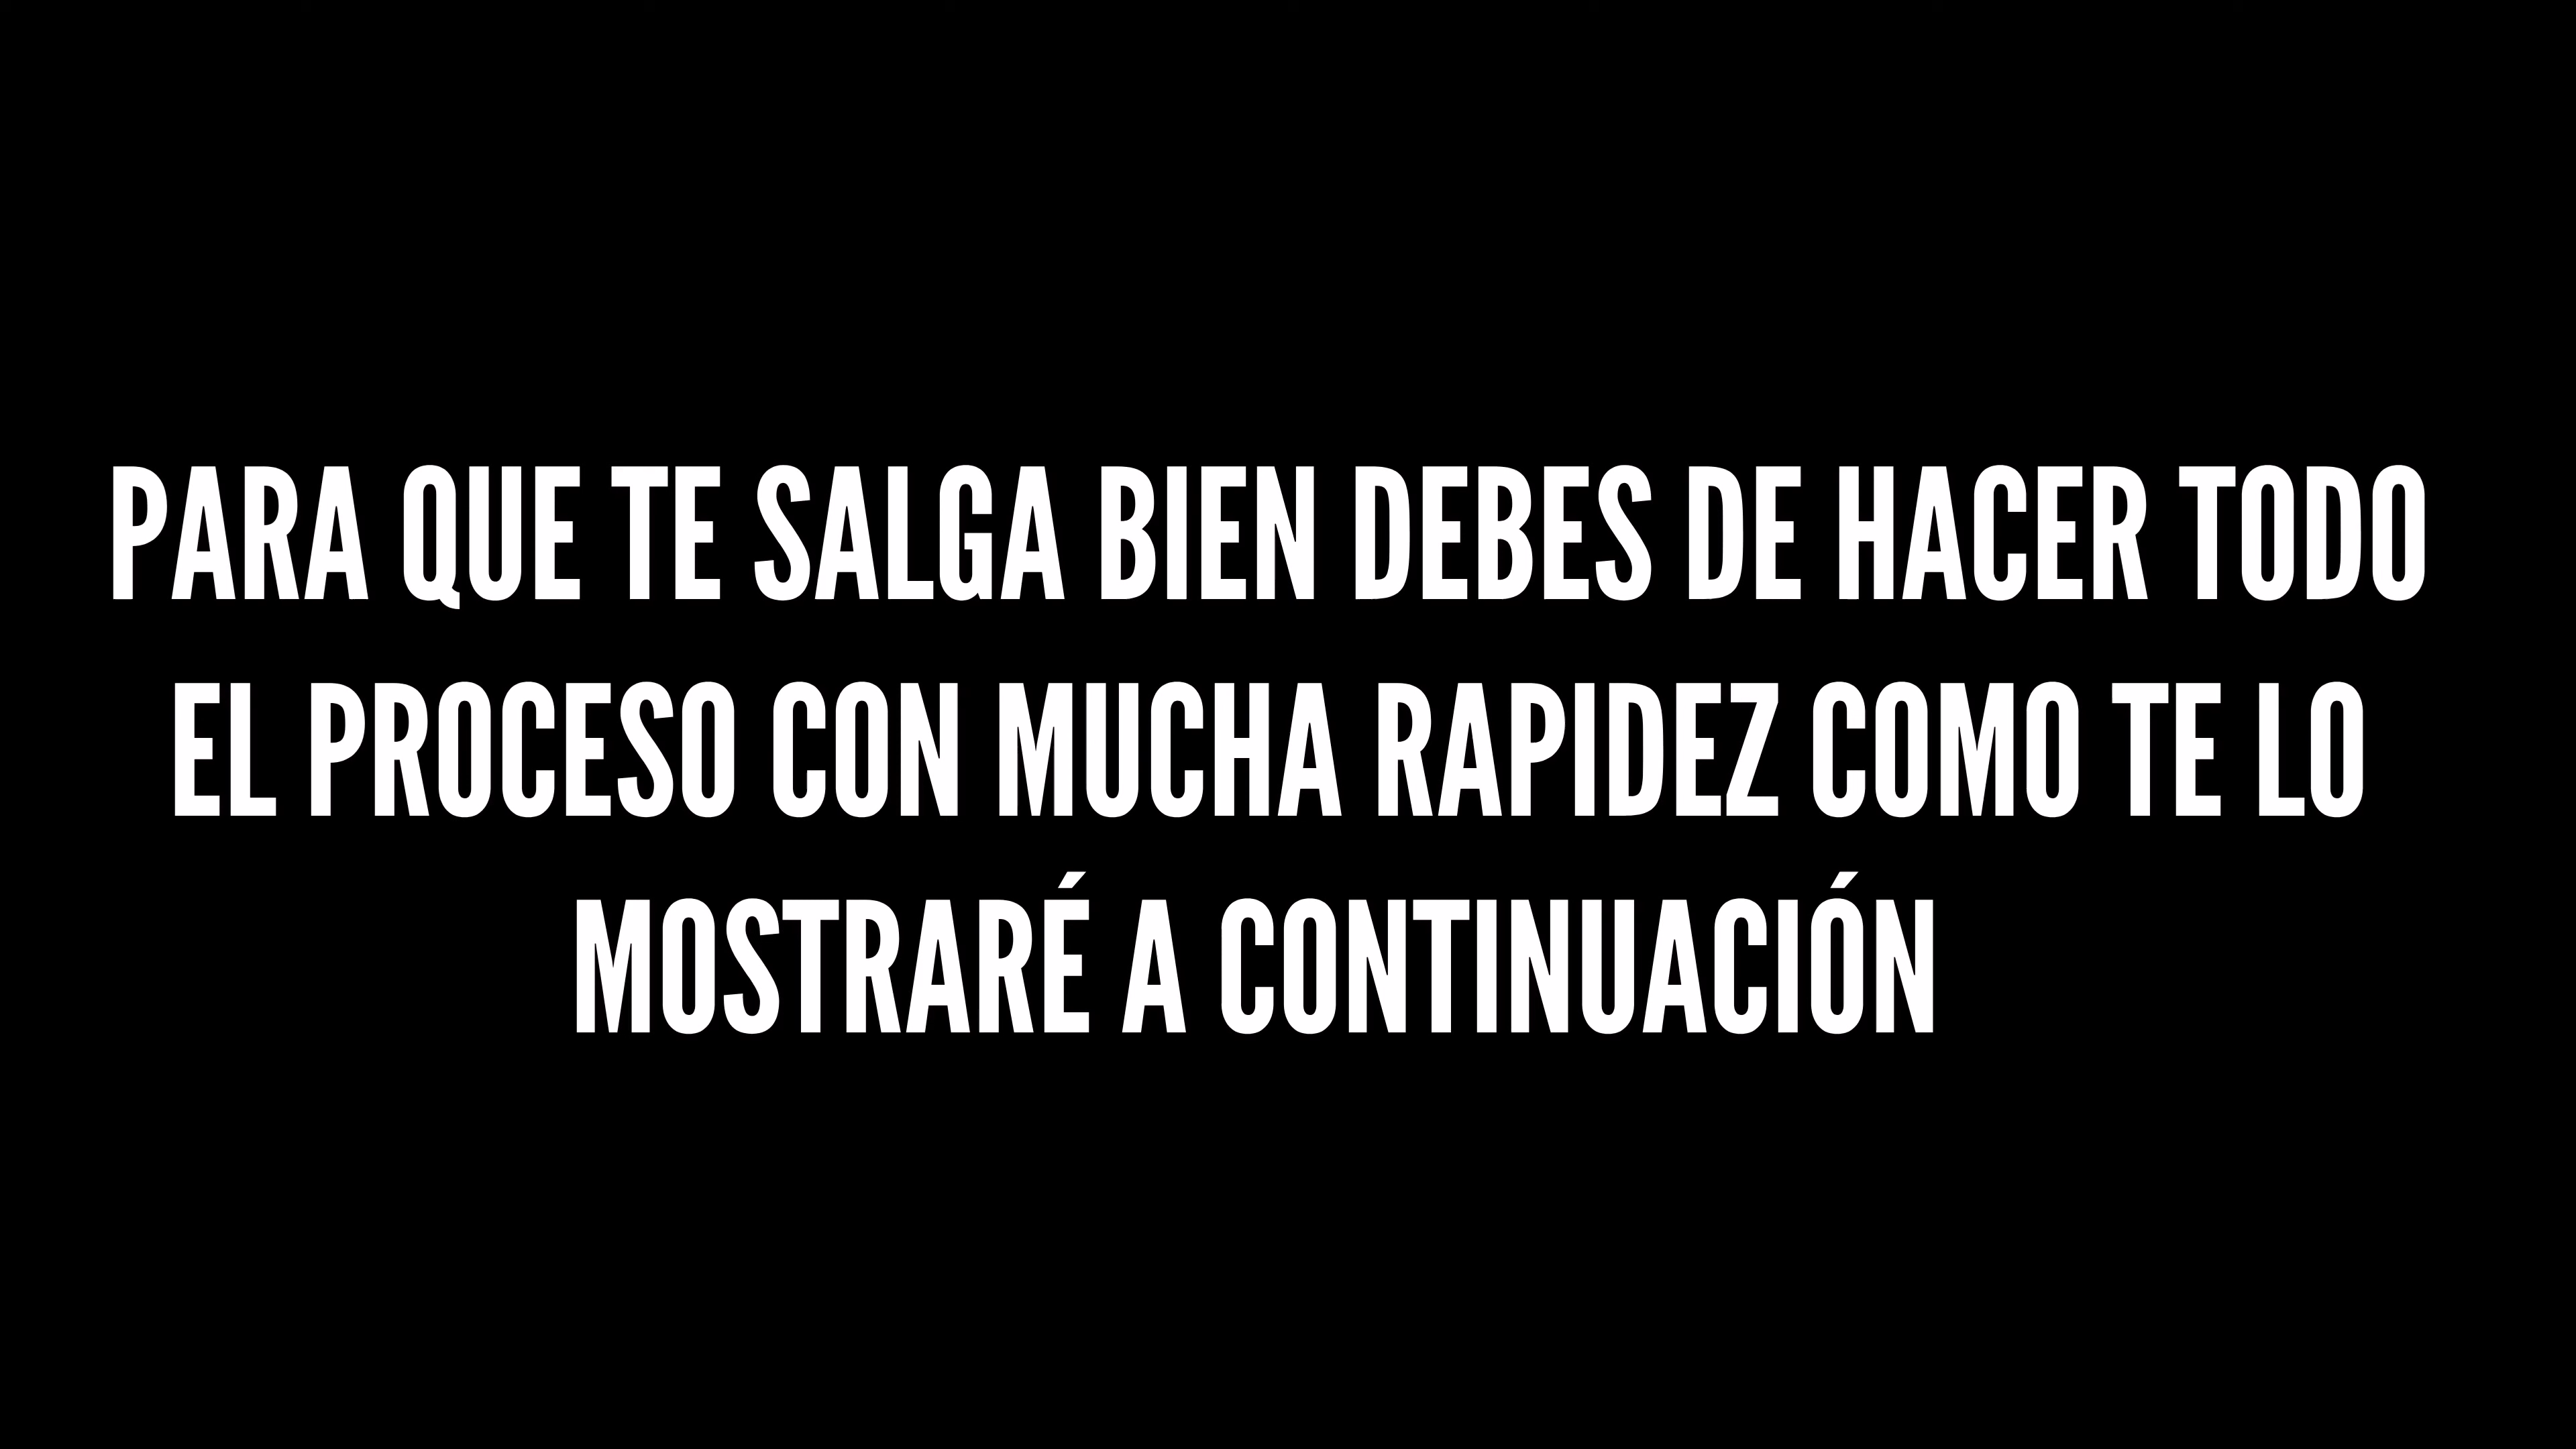 PARA QUE TE SALGA BIEN DEBES DE HACER TODO
EL PROCESO CON MUCHA RAPIDEZ COMO TE LO
MOSTRARÉ A CONTINUACIÓN